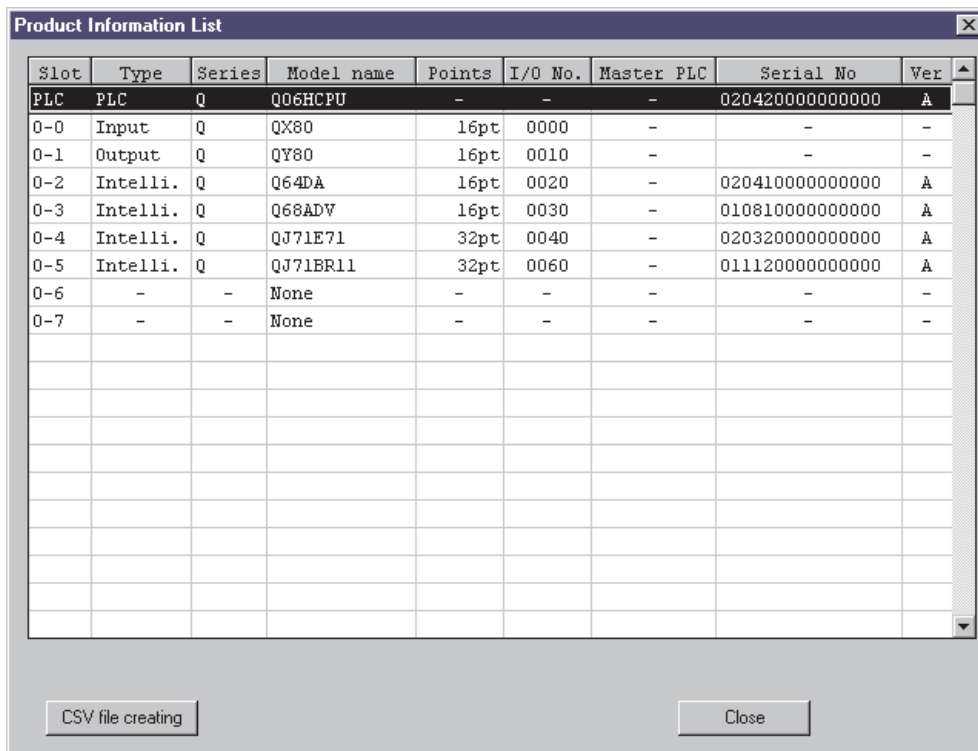 Product Information List
Slot Type Series Model name Points I/O No. Master PLC Serial No Ver
PLC PLC Q Q06HCPU - - - 020420000000000 A
0-0 Input Q QX80 16pt 0000 - - -
0-1 Output Q QY80 16pt 0010 - - -
0-2 Intelli. Q Q64DA 16pt 0020 - 020410000000000 A
0-3 Intelli. Q Q68ADV 16pt 0030 - 010810000000000 A
0-4 Intelli. Q QJ71E71 32pt 0040 - 020320000000000 A
0-5 Intelli. Q QJ71BR11 32pt 0060 - 011120000000000 A
0-6 - - None - - - - -
0-7 - - None - - - - -
CSV file creating Close